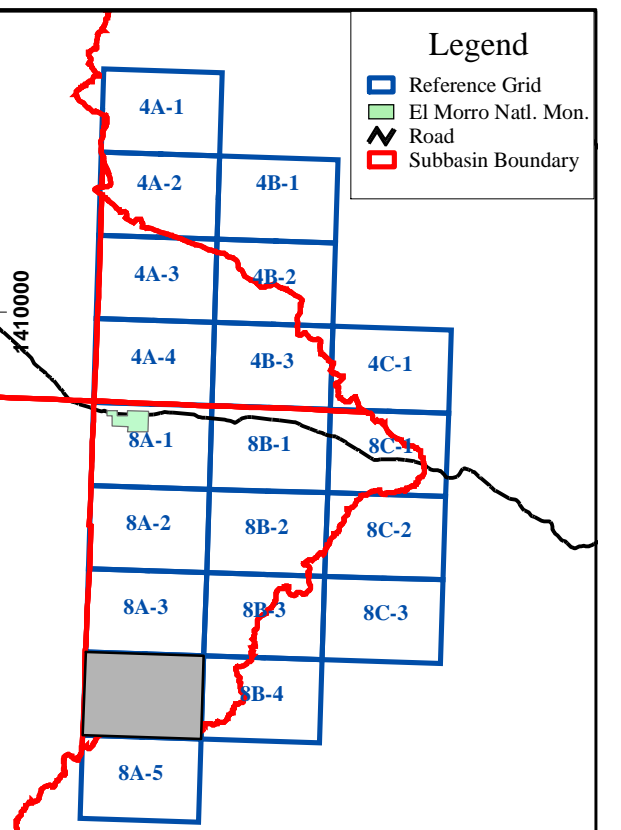 Legend
Reference Grid
El Morro Natl. Mon.
Road
Subbasin Boundary
4A-1
4A-2
4B-1
4A-3
4B-2
1410000
4A-4
4B-3
4C-1
8A-1
8B-1
8C-1
8A-2
8B-2
8C-2
8A-3
8B-3
8C-3
8B-4
8A-5